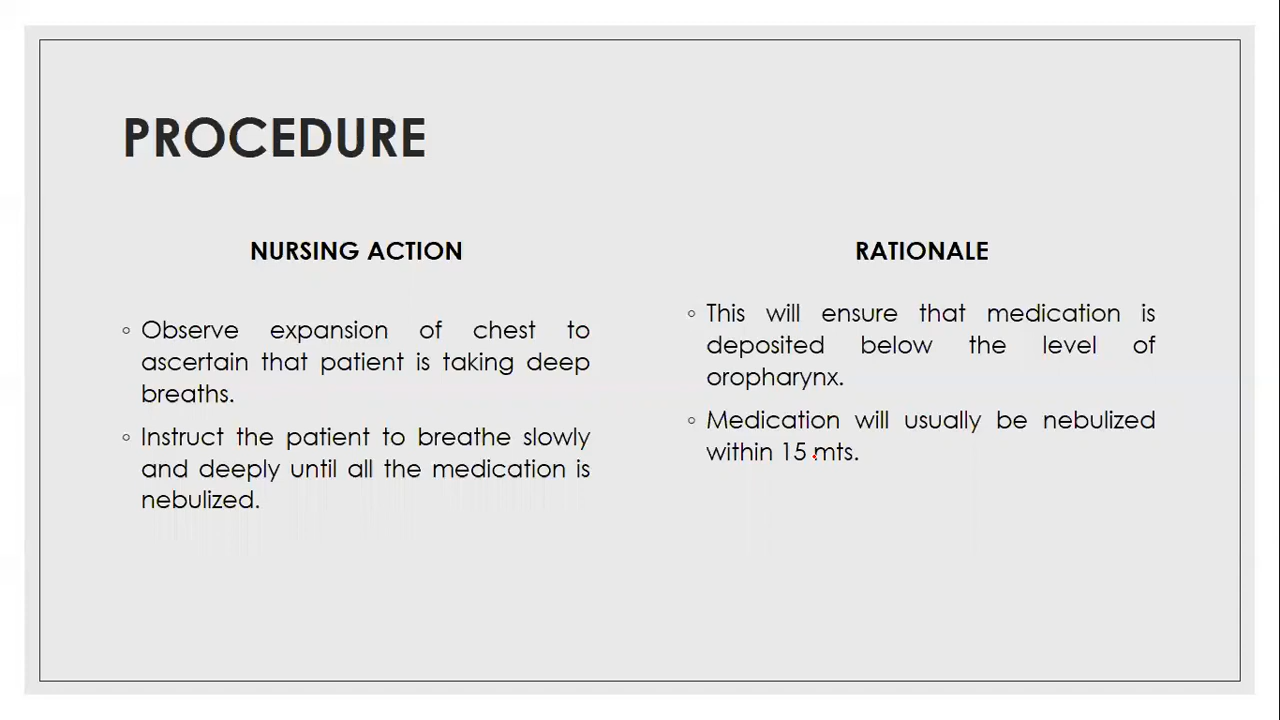 PROCEDURE
NURSING ACTION
◦ Observe expansion of chest to
ascertain that patient is taking deep
breaths.
◦ Instruct the patient to breathe slowly
and deeply until all the medication is
nebulized.
RATIONALE
◦ This will ensure that medication is
deposited below the level of
oropharynx.
◦ Medication will usually be nebulized
within 15 mts.